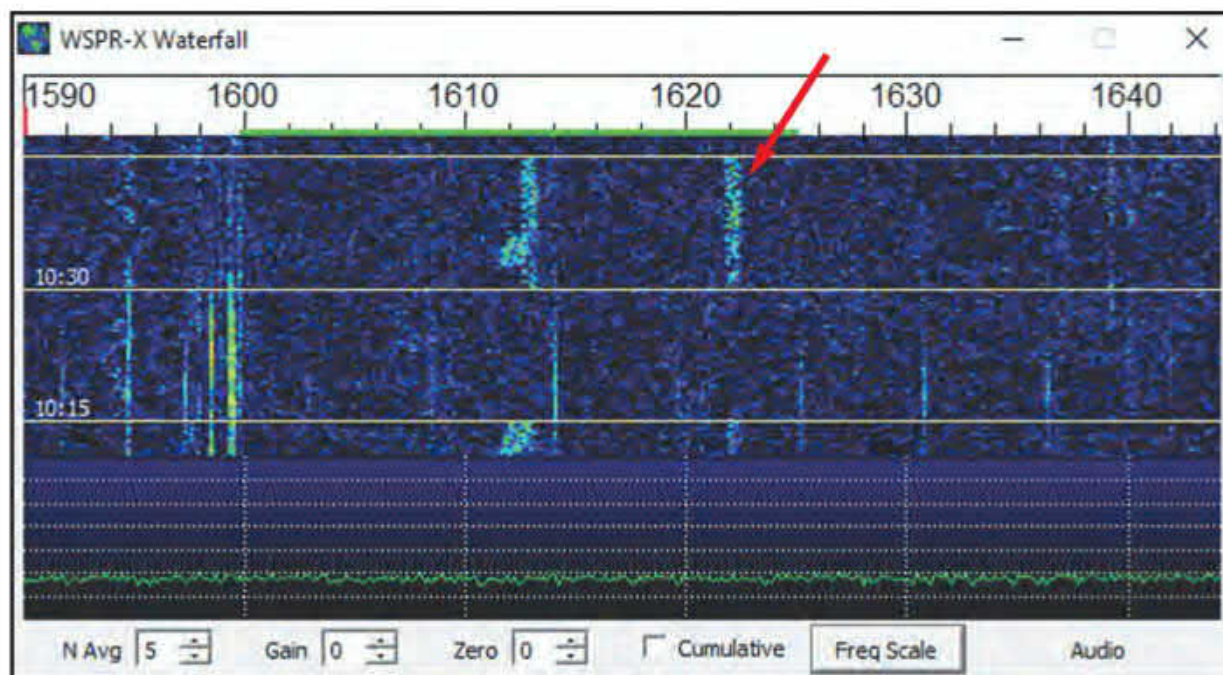 WSPR-X Waterfall
1590 1600 1610 1620 1630 1640
10:30
10:15
N Avg 5 Gain 0 Zero 0 Cumulative Freq Scale Audio